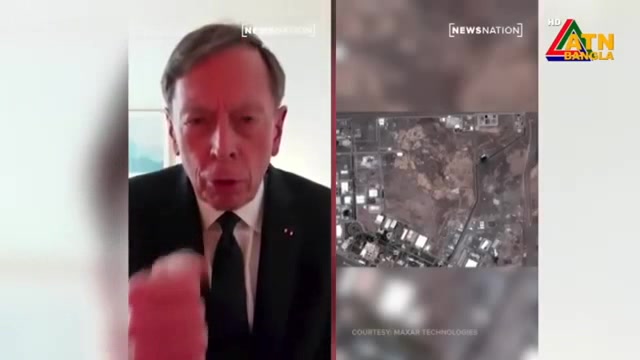 NEWSNATION
NEWSNATION
HD
ATN
BANGLA
COURTESY: MAXAR TECHNOLOGIES